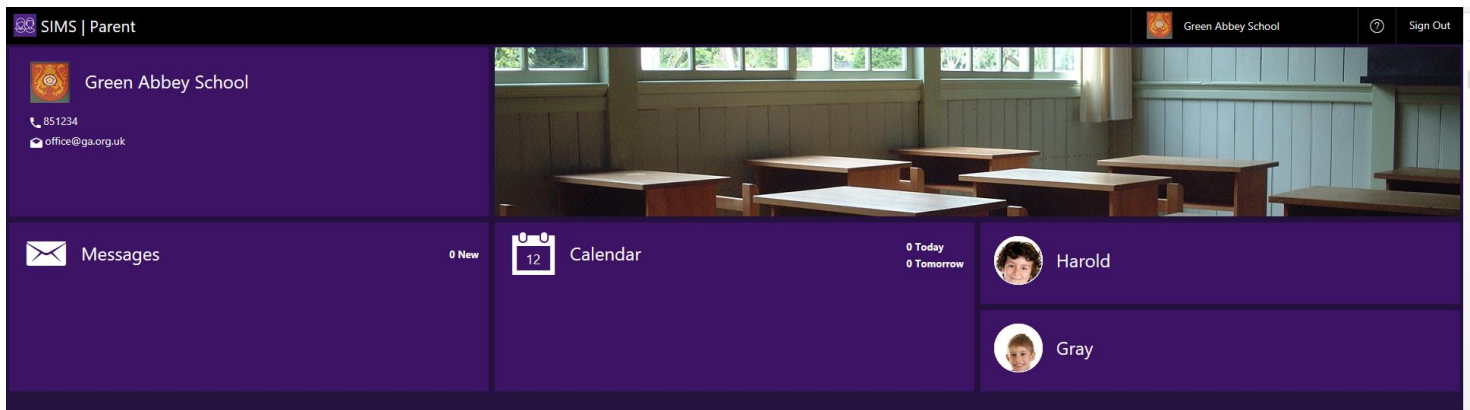 SIMS | Parent
Green Abbey School
Sign Out
Green Abbey School
851234
office@ga.org.uk
Messages
0 New
12
Calendar
0 Today
0 Tomorrow
Harold
Gray